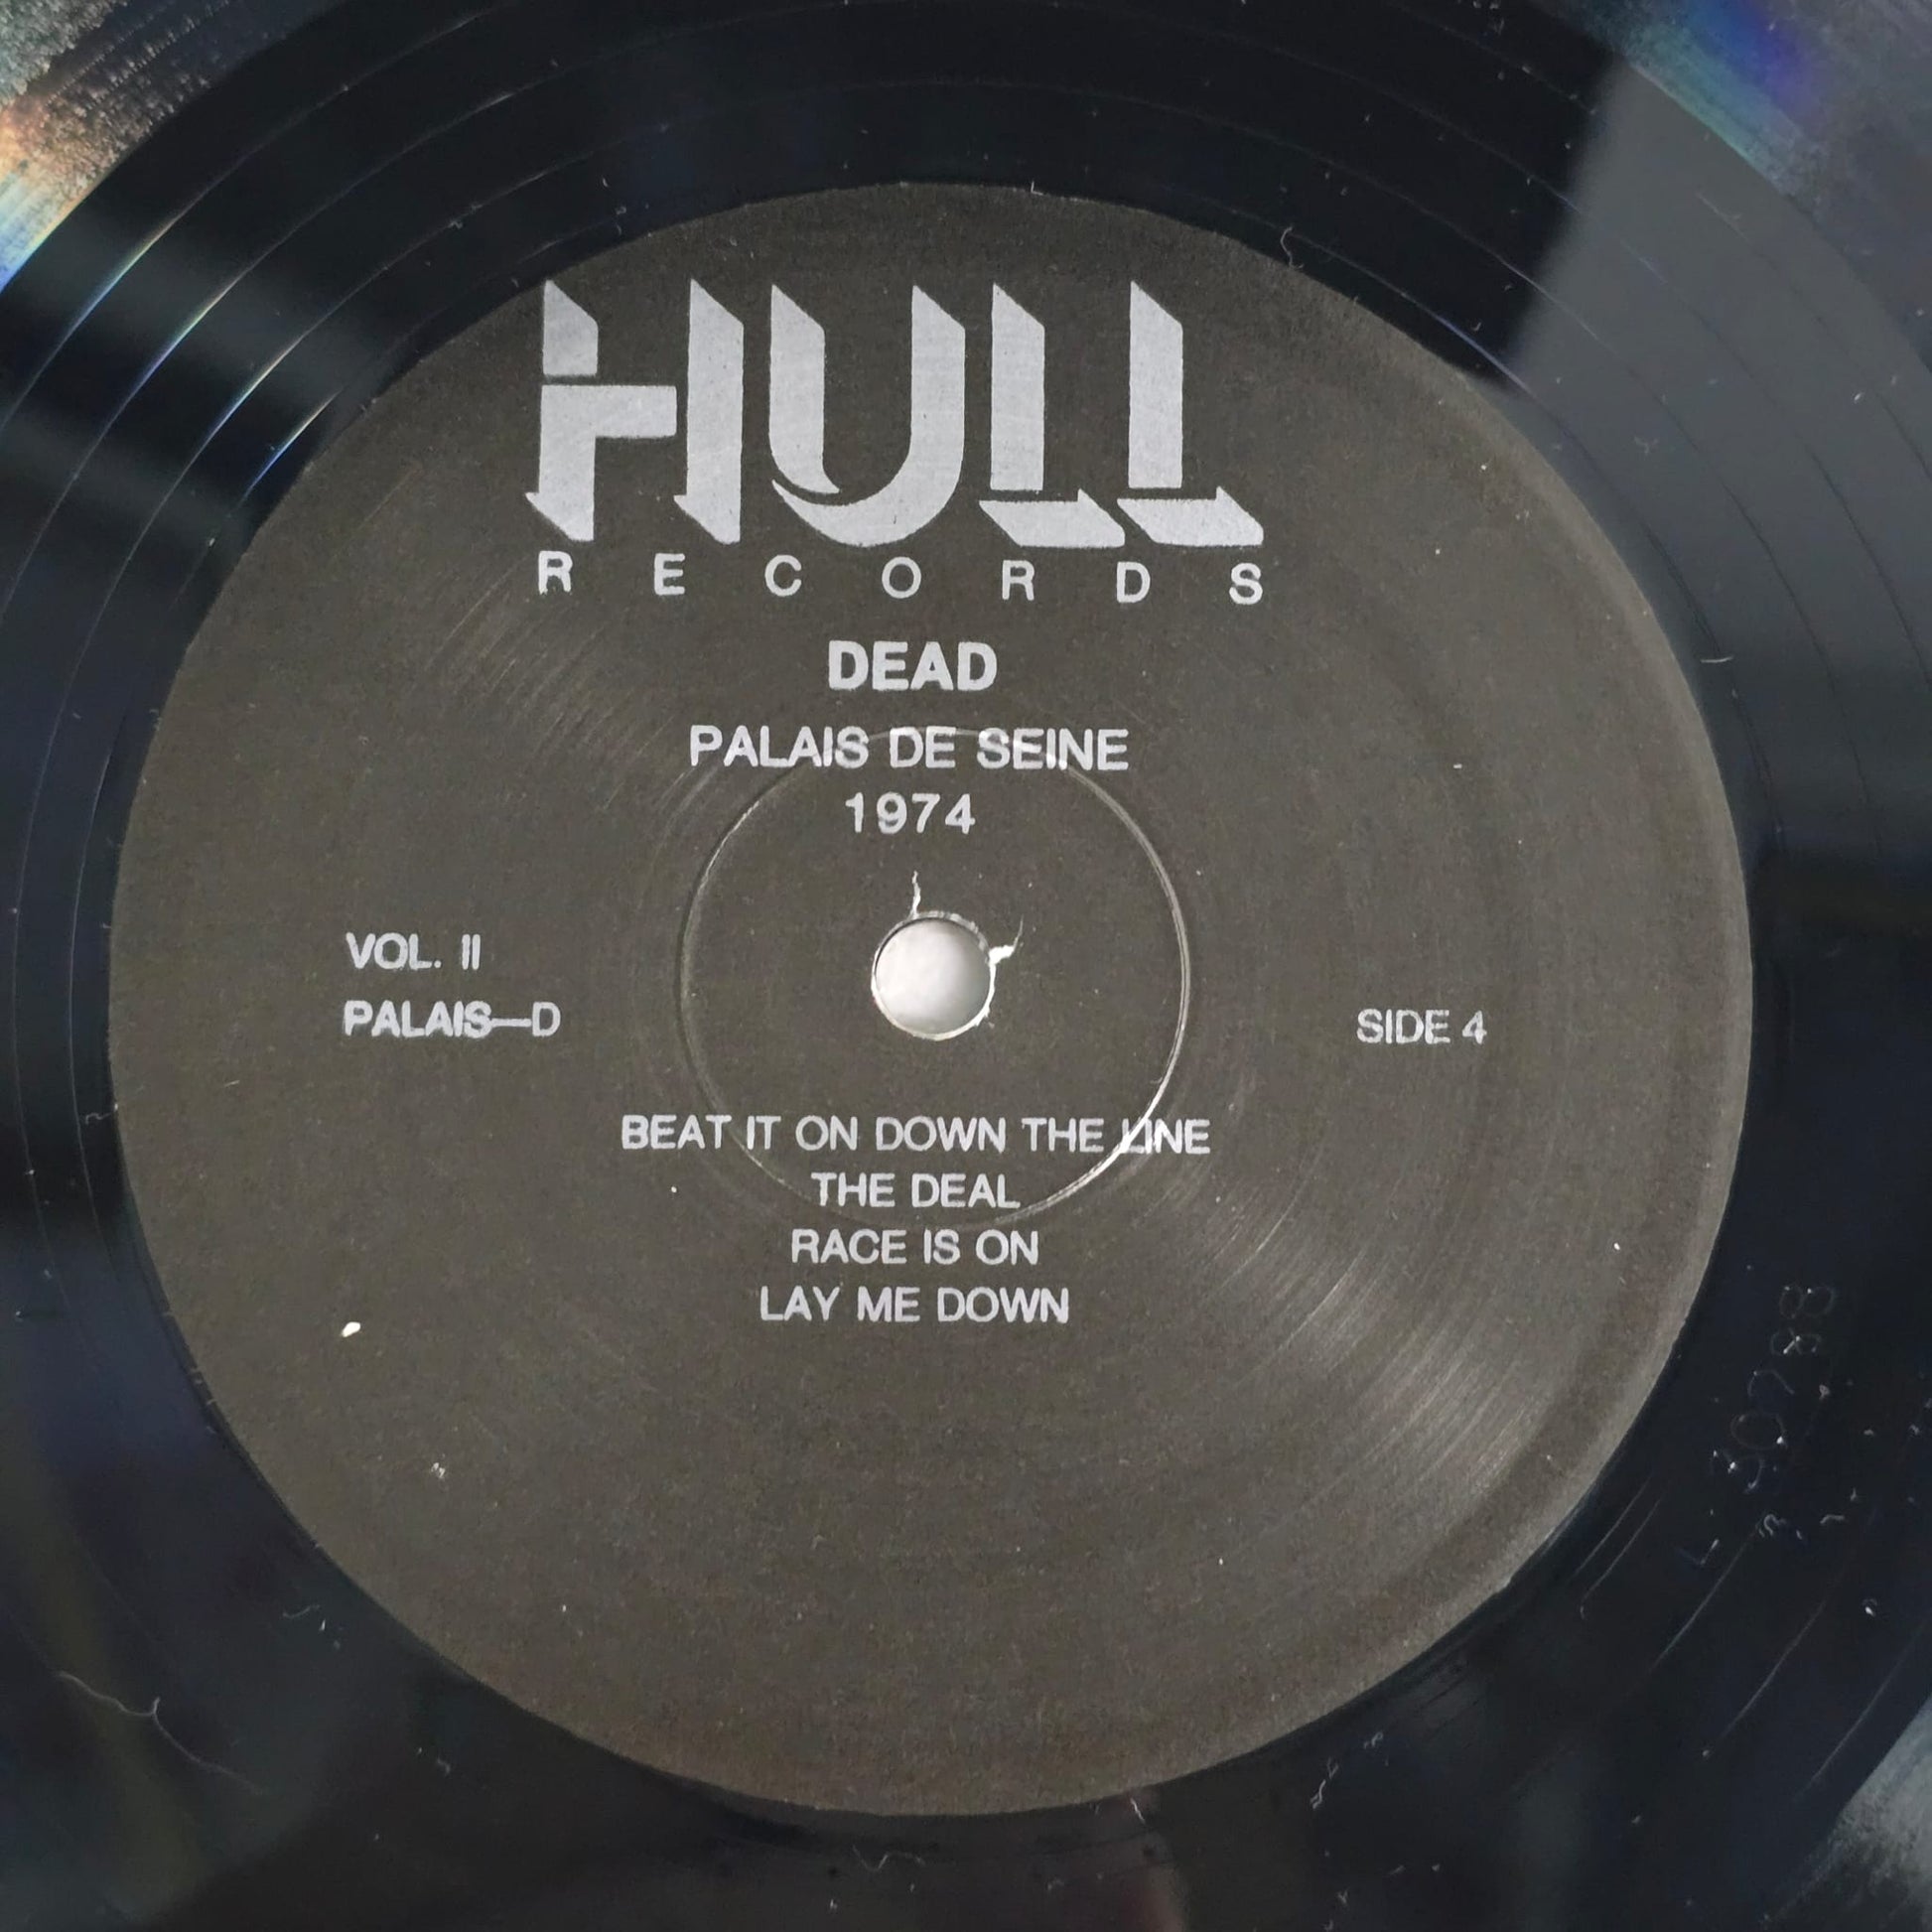 HULL
RECORDS
DEAD
PALAIS DE SEINE
1974
VOL. II
PALAIS—D
SIDE 4
BEAT IT ON DOWN THE LINE
THE DEAL
RACE IS ON
LAY ME DOWN